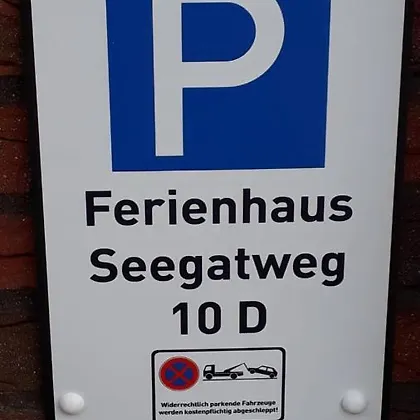 P
Ferienhaus
Seegatweg
10 D
Widerrechtlich parkende Fahrzeuge
werden kostenpflichtig abgeschleppt!